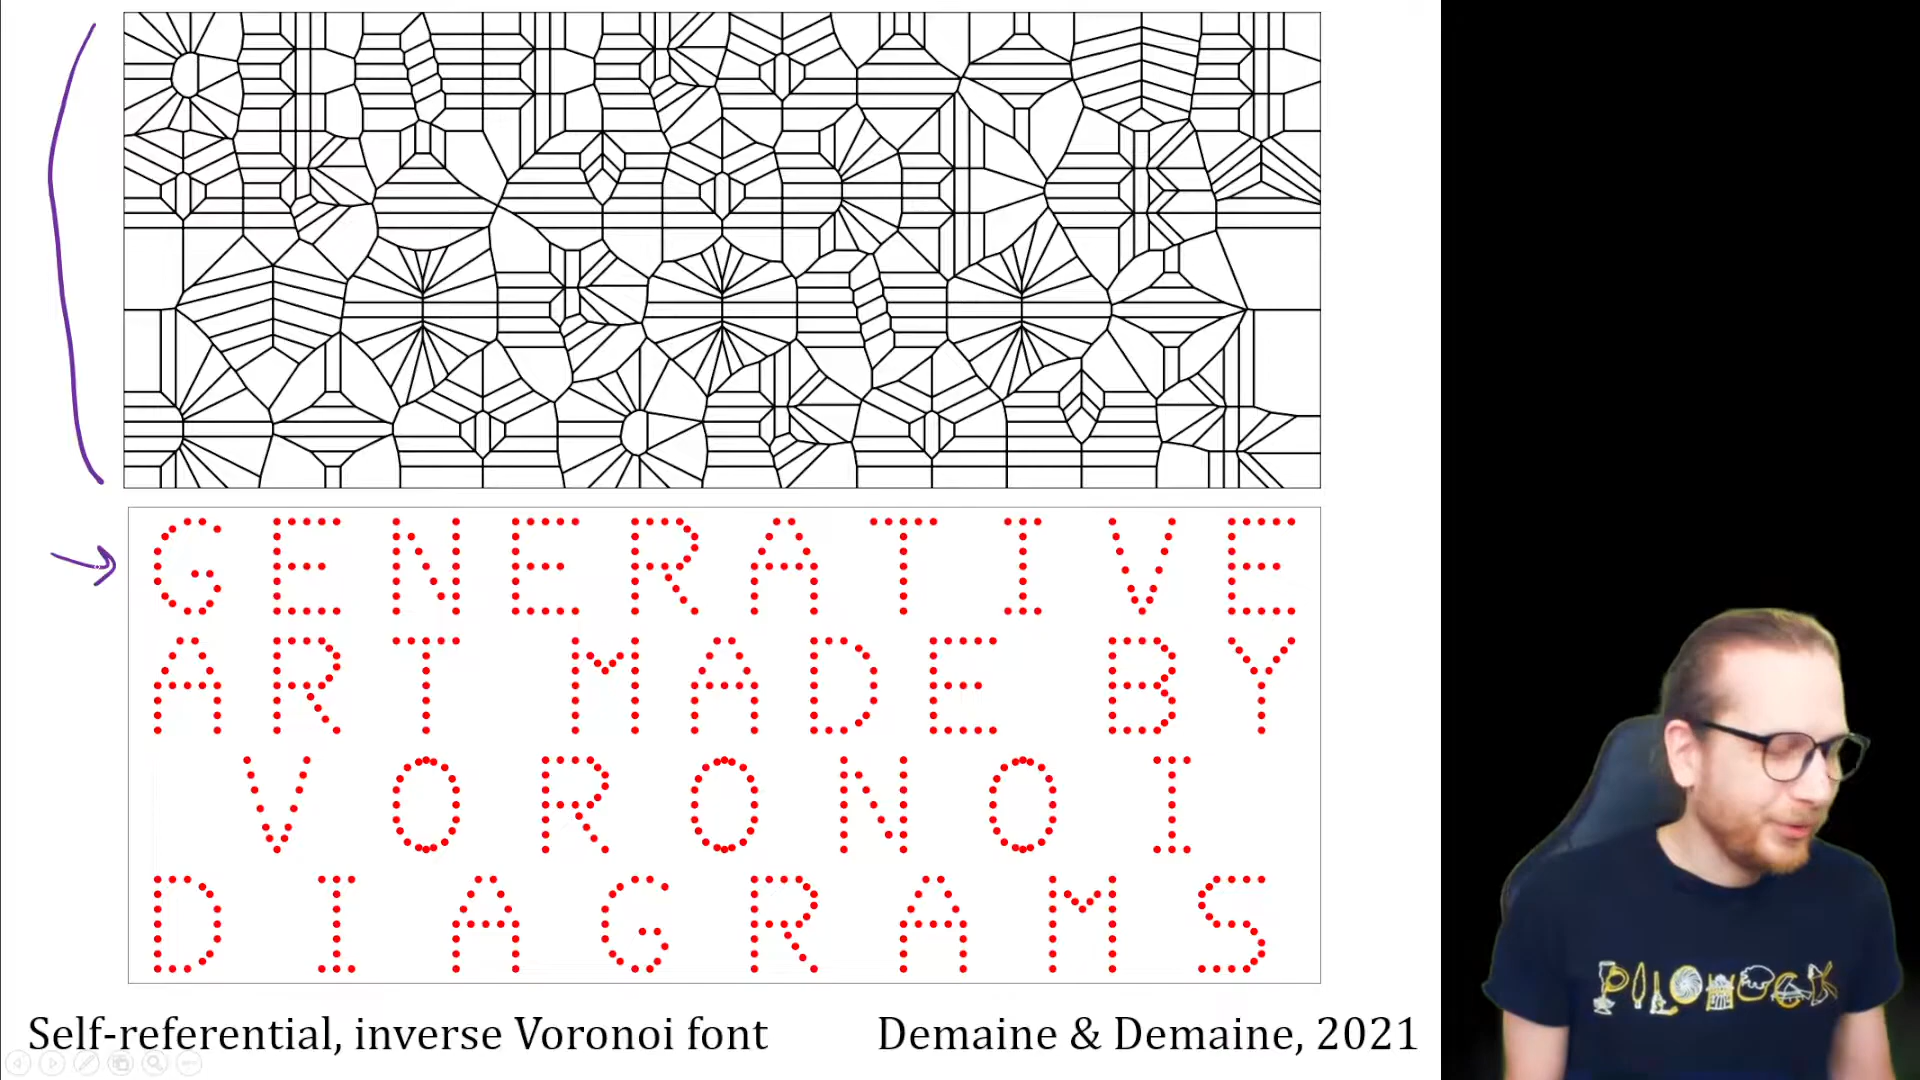 GENERATIVE
ART MADE BY
VORONOI
DIAGRAMS
Self-referential, inverse Voronoi font
Demaine & Demaine, 2021